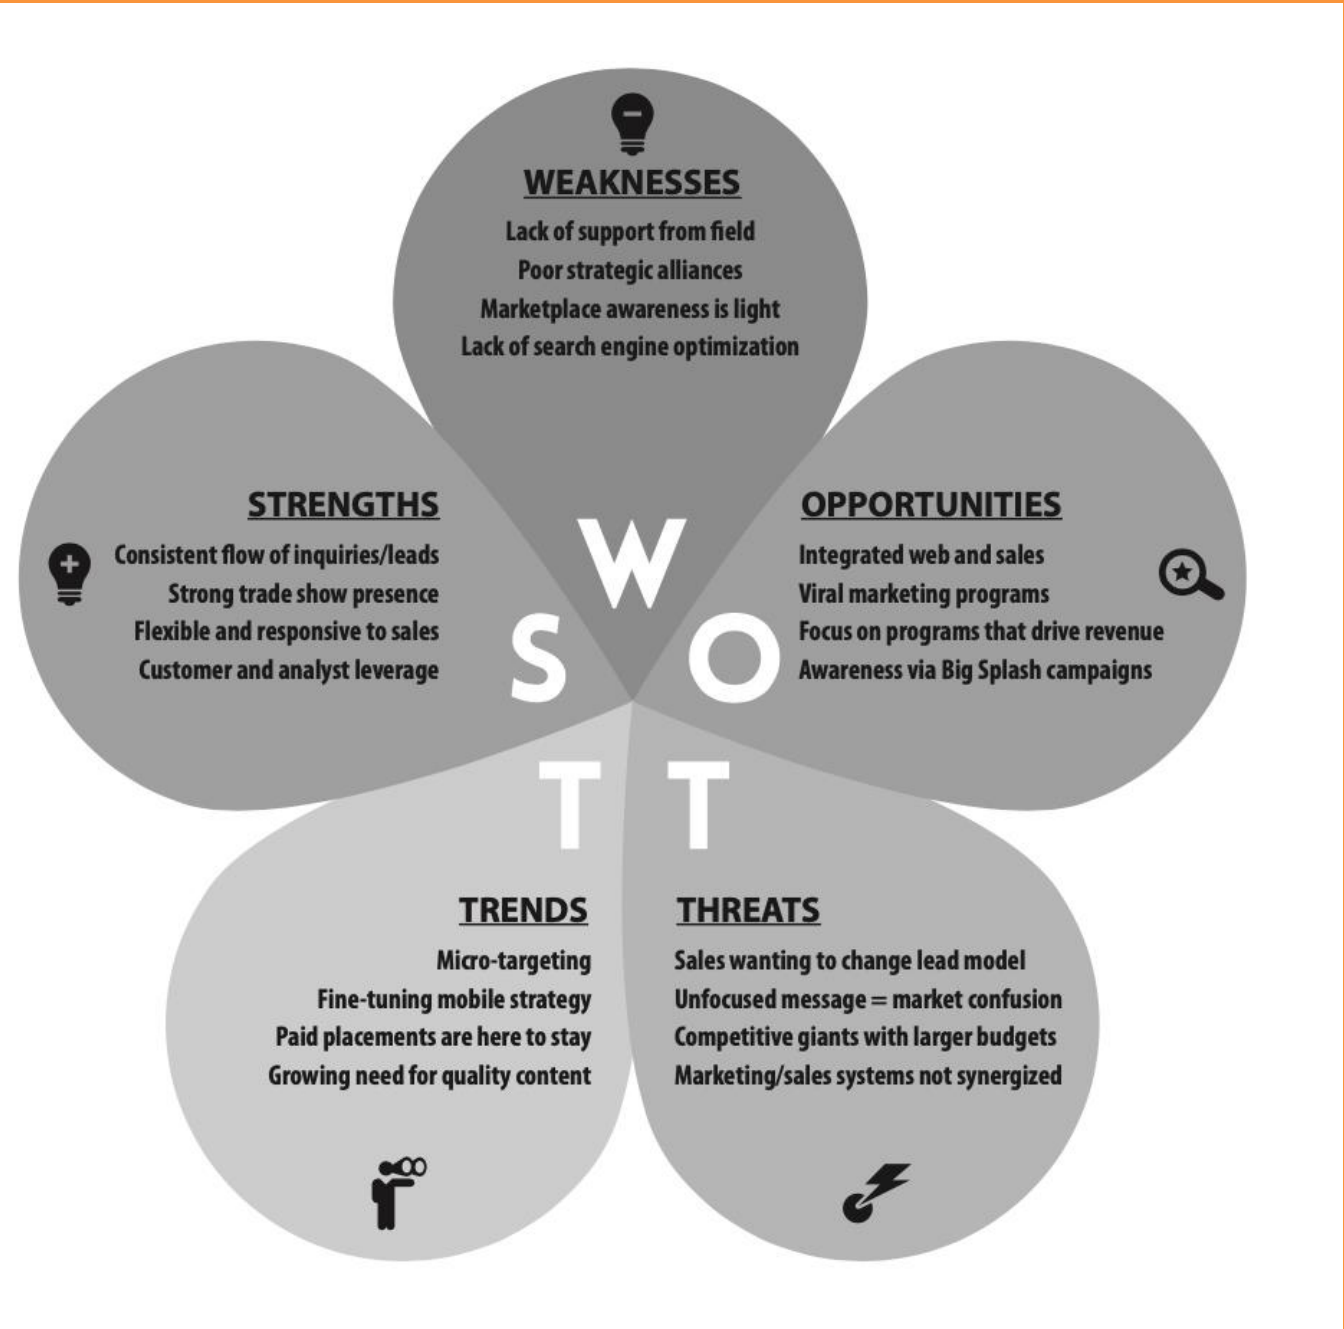 WEAKNESSES
Lack of support from field
Poor strategic alliances
Marketplace awareness is light
Lack of search engine optimization
STRENGTHS
Consistent flow of inquiries/leads
Strong trade show presence
Flexible and responsive to sales
Customer and analyst leverage
OPPORTUNITIES
Integrated web and sales
Viral marketing programs
Focus on programs that drive revenue
Awareness via Big Splash campaigns
S
W
O
T
T
TRENDS
Micro-targeting
Fine-tuning mobile strategy
Paid placements are here to stay
Growing need for quality content
THREATS
Sales wanting to change lead model
Unfocused message = market confusion
Competitive giants with larger budgets
Marketing/sales systems not synergized